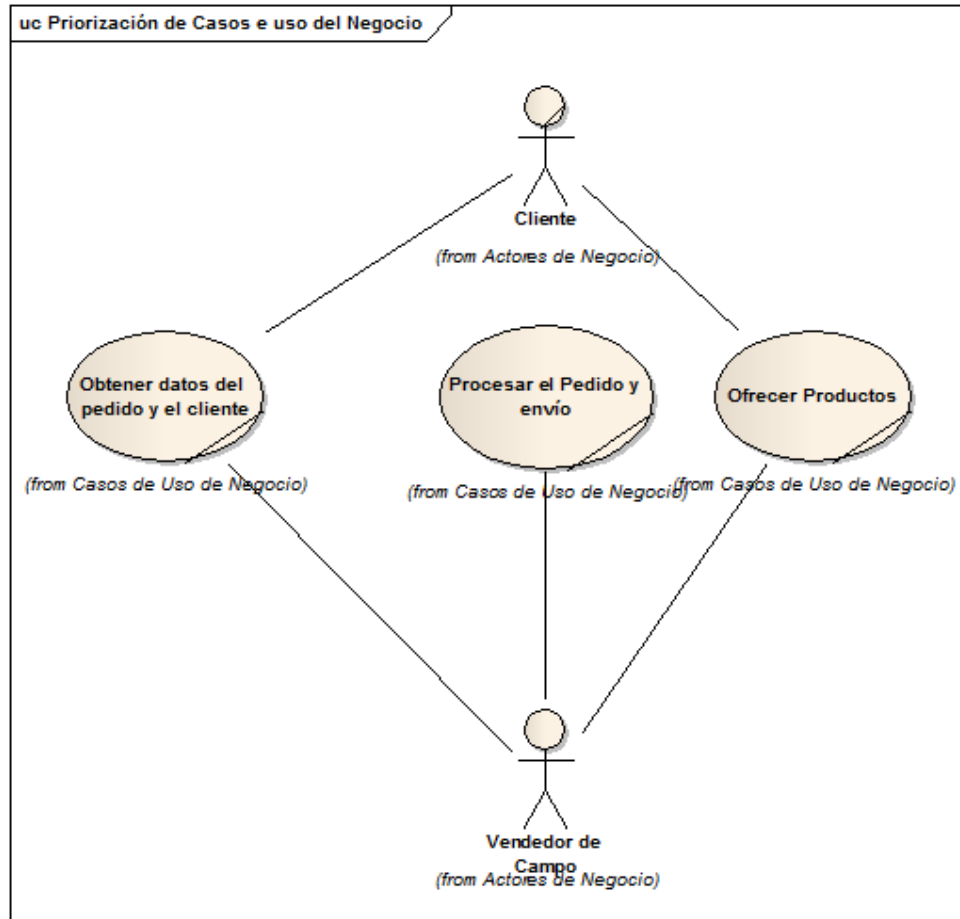 uc Priorización de Casos e uso del Negocio
Cliente
(from Actores de Negocio)
Obtener datos del
pedido y el cliente
(from Casos de Uso de Negocio)
Procesar el Pedido y
envío
(from Casos de Uso de Negocio)
Ofrecer Productos
(from Casos de Uso de Negocio)
Vendedor de
Campo
(from Actores de Negocio)